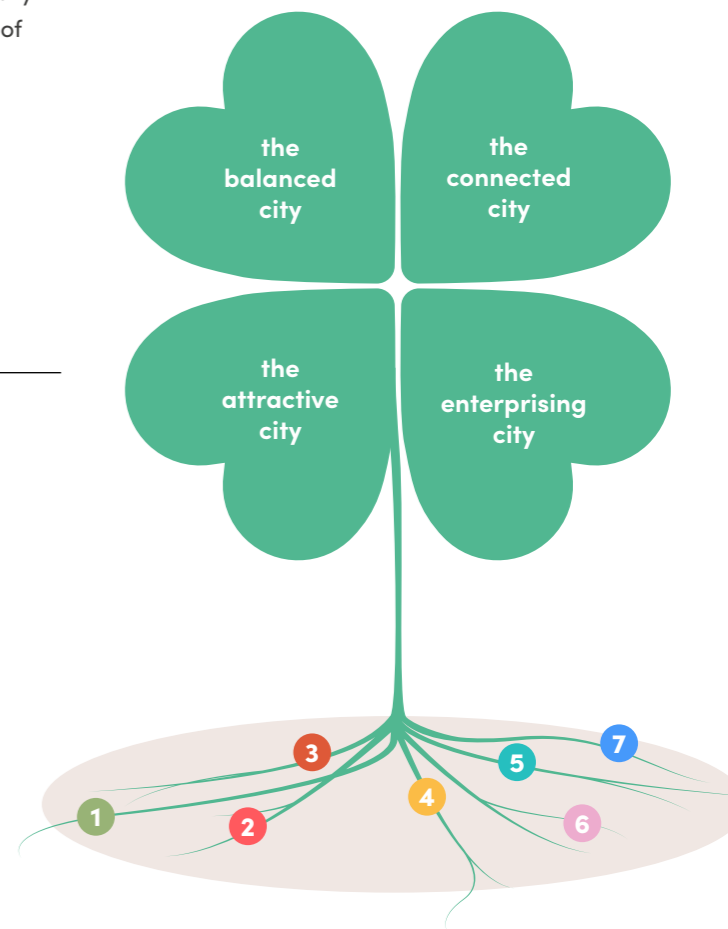 of
the
balanced
city
the
connected
city
the
attractive
city
the
enterprising
city
3
7
5
4
1
2
6